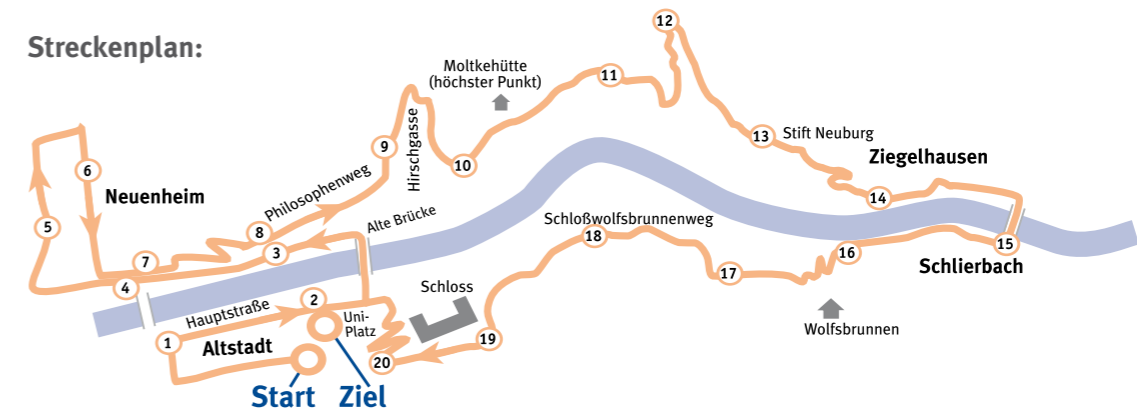 Streckenplan:
12
Moltkehütte
(höchster Punkt)
11
13
Stift Neuburg
Ziegelhausen
9
Hirschgasse
10
6
Neuenheim
Philosophenweg
14
5
8
Alte Brücke
Schloßwolfsbrunnenweg
7
3
18
15
16
Schlierbach
4
17
Hauptstraße
2
Schloss
Uni-
Platz
Wolfsbrunnen
1
Altstadt
19
20
Start
Ziel